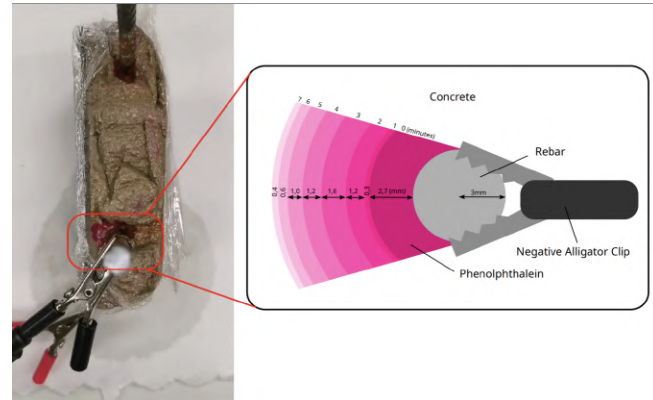 Concrete
7 6 5 4 3 2 1 0 (minutes)
Rebar
0,4 0,6 1,0 1,2 1,6 1,2 0,3 2,7 (mm)
3mm
Negative Alligator Clip
Phenolphthalein